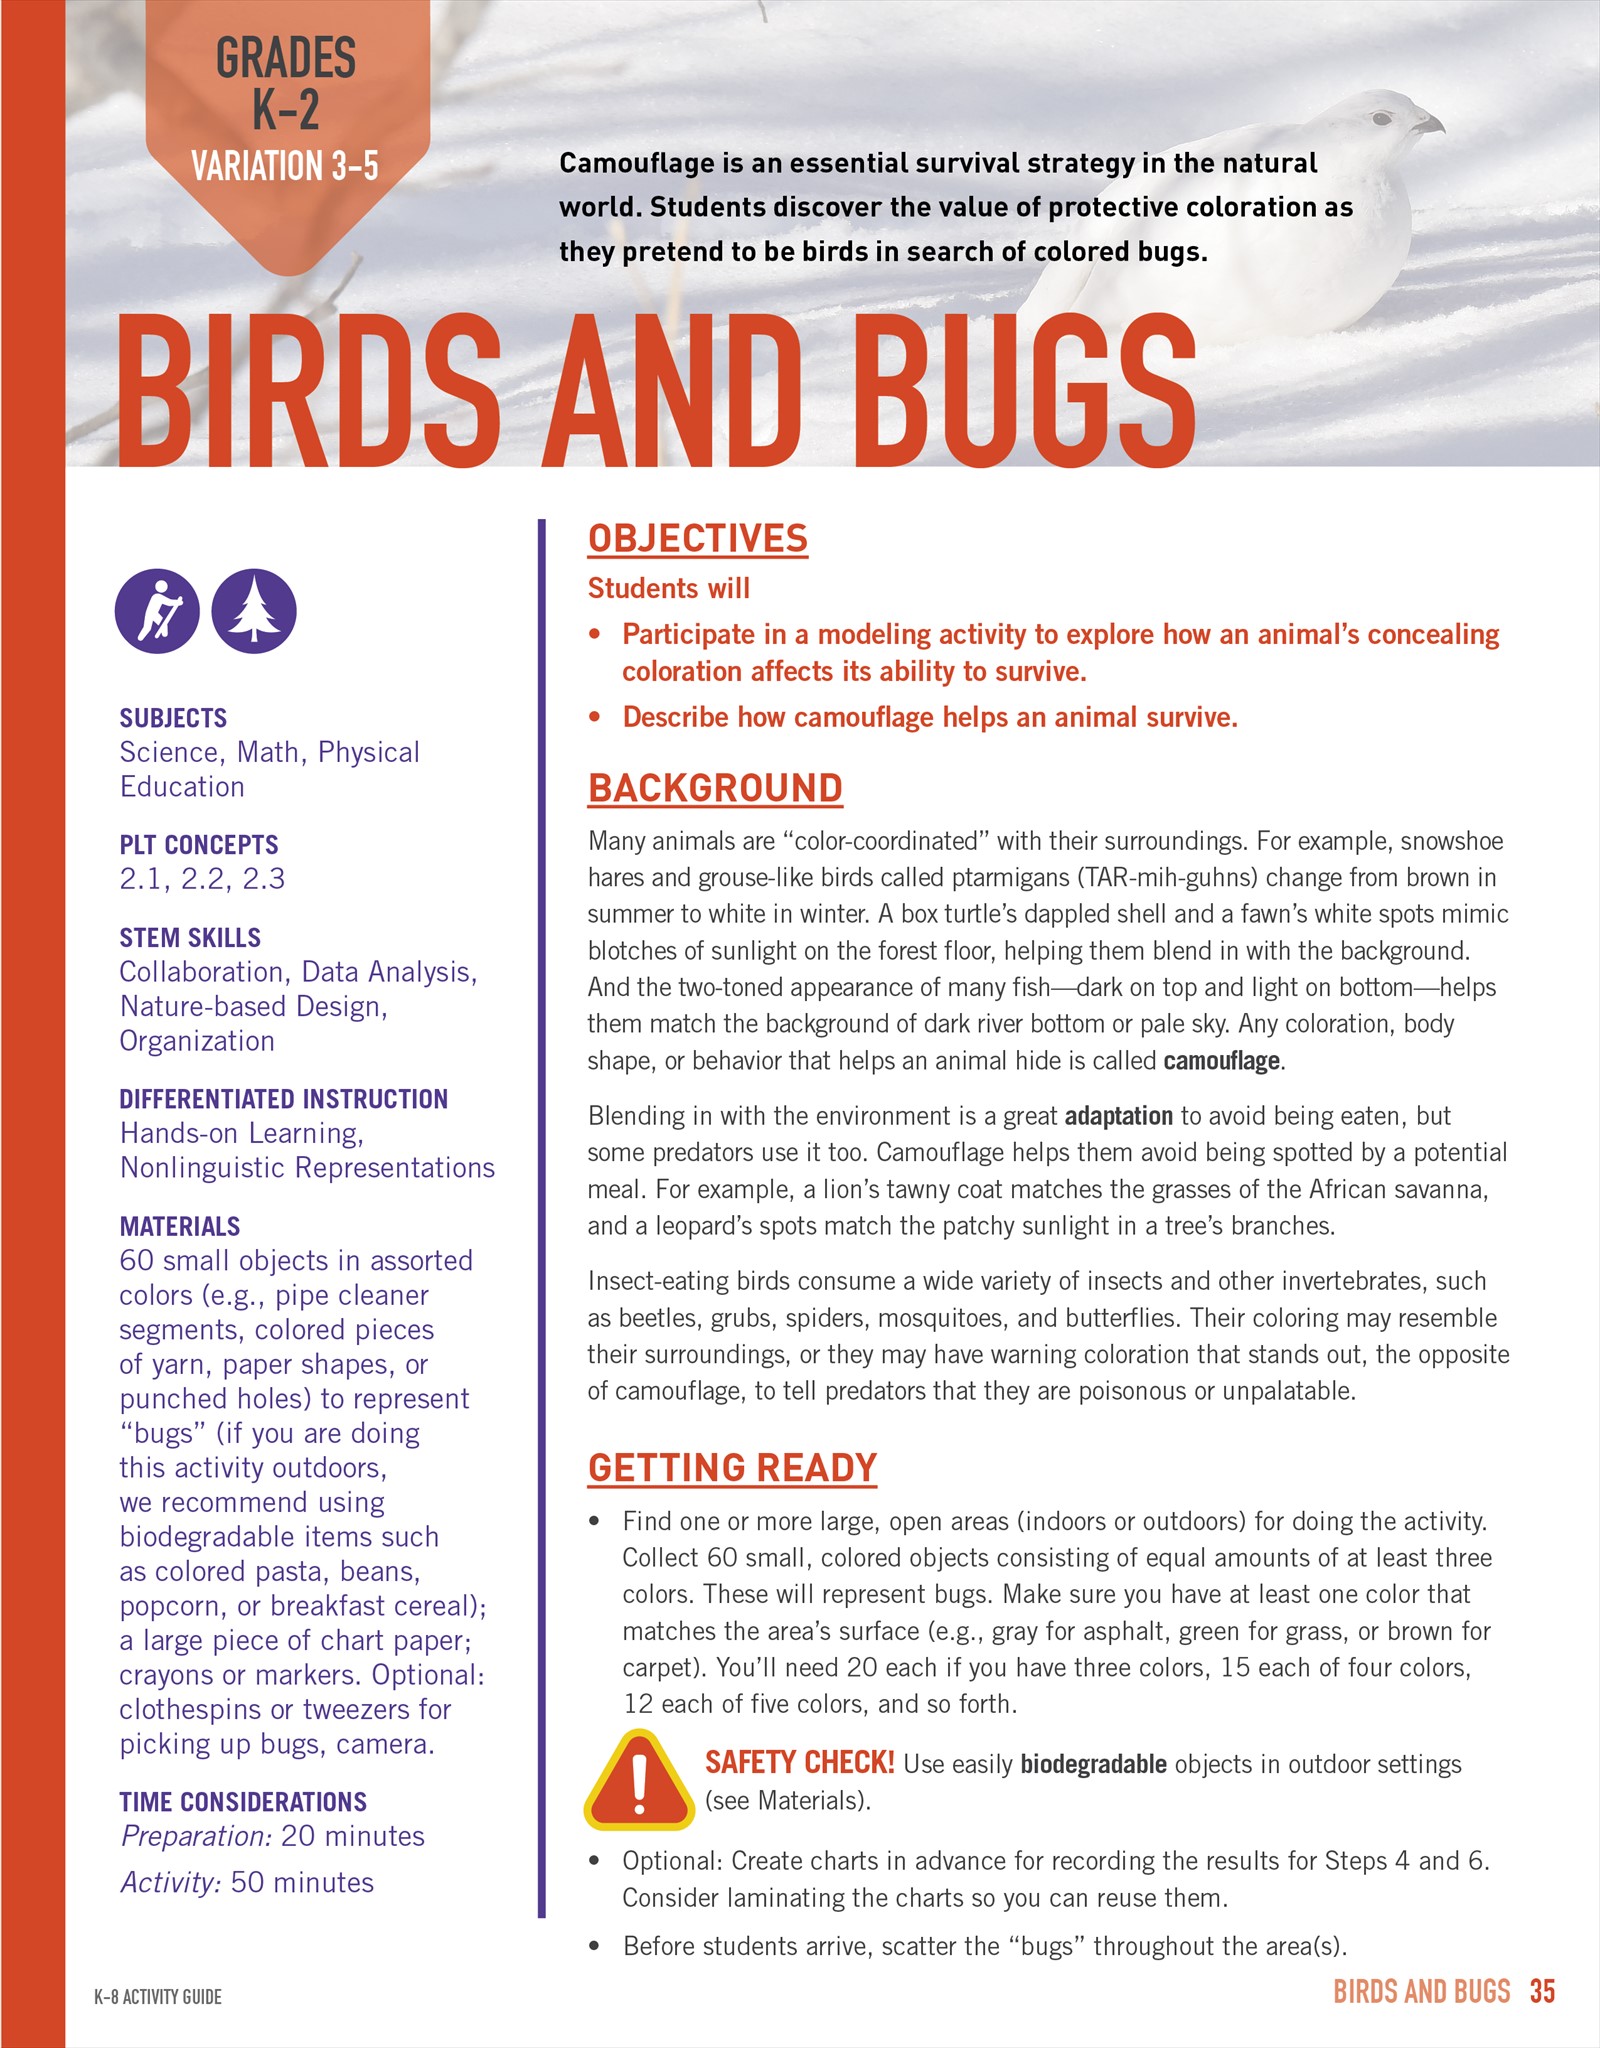 GRADES
K–2
VARIATION 3–5
Camouflage is an essential survival strategy in the natural
world. Students discover the value of protective coloration as
they pretend to be birds in search of colored bugs.
BIRDS AND BUGS
SUBJECTS
Science, Math, Physical
Education
PLT CONCEPTS
2.1, 2.2, 2.3
STEM SKILLS
Collaboration, Data Analysis,
Nature-based Design,
Organization
DIFFERENTIATED INSTRUCTION
Hands-on Learning,
Nonlinguistic Representations
MATERIALS
60 small objects in assorted
colors (e.g., pipe cleaner
segments, colored pieces
of yarn, paper shapes, or
punched holes) to represent
“bugs” (if you are doing
this activity outdoors,
we recommend using
biodegradable items such
as colored pasta, beans,
popcorn, or breakfast cereal);
a large piece of chart paper;
crayons or markers. Optional:
clothespins or tweezers for
picking up bugs, camera.
TIME CONSIDERATIONS
Preparation: 20 minutes
Activity: 50 minutes
OBJECTIVES
Students will
• Participate in a modeling activity to explore how an animal’s concealing
coloration affects its ability to survive.
• Describe how camouflage helps an animal survive.
BACKGROUND
Many animals are “color-coordinated” with their surroundings. For example, snowshoe
hares and grouse-like birds called ptarmigans (TAR-mih-guhns) change from brown in
summer to white in winter. A box turtle’s dappled shell and a fawn’s white spots mimic
blotches of sunlight on the forest floor, helping them blend in with the background.
And the two-toned appearance of many fish—dark on top and light on bottom—helps
them match the background of dark river bottom or pale sky. Any coloration, body
shape, or behavior that helps an animal hide is called camouflage.
Blending in with the environment is a great adaptation to avoid being eaten, but
some predators use it too. Camouflage helps them avoid being spotted by a potential
meal. For example, a lion’s tawny coat matches the grasses of the African savanna,
and a leopard’s spots match the patchy sunlight in a tree’s branches.
Insect-eating birds consume a wide variety of insects and other invertebrates, such
as beetles, grubs, spiders, mosquitoes, and butterflies. Their coloring may resemble
their surroundings, or they may have warning coloration that stands out, the opposite
of camouflage, to tell predators that they are poisonous or unpalatable.
GETTING READY
• Find one or more large, open areas (indoors or outdoors) for doing the activity.
Collect 60 small, colored objects consisting of equal amounts of at least three
colors. These will represent bugs. Make sure you have at least one color that
matches the area’s surface (e.g., gray for asphalt, green for grass, or brown for
carpet). You’ll need 20 each if you have three colors, 15 each of four colors,
12 each of five colors, and so forth.
SAFETY CHECK! Use easily biodegradable objects in outdoor settings
(see Materials).
• Optional: Create charts in advance for recording the results for Steps 4 and 6.
Consider laminating the charts so you can reuse them.
• Before students arrive, scatter the “bugs” throughout the area(s).
K–8 ACTIVITY GUIDE
BIRDS AND BUGS 35